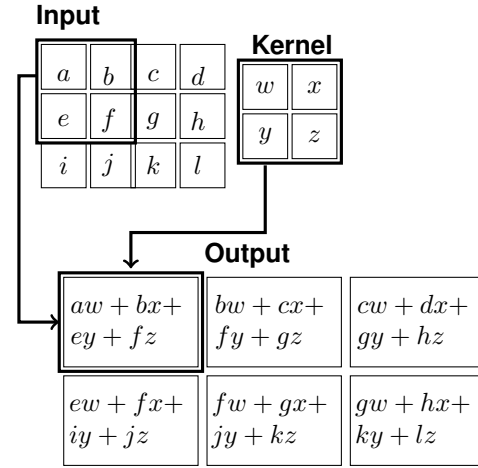 Input
Kernel
a b c d
e f g h
i j k l
w x
y z
Output
aw + bx+
ey + fz
bw + cx+
fy + gz
cw + dx+
gy + hz
ew + fx+
iy + jz
fw + gx+
jy + kz
gw + hx+
ky + lz